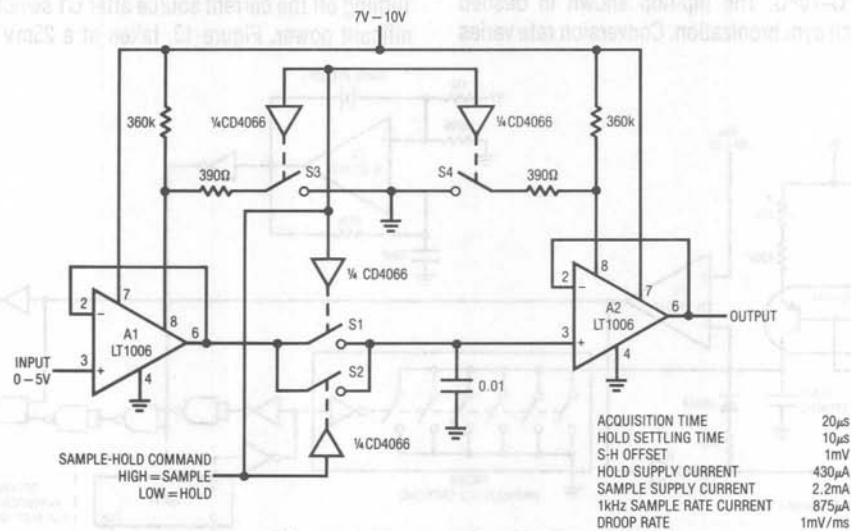 7V – 10V
360k
¼CD4066
¼CD4066
360k
390Ω
S3
S4
390Ω
¼ CD4066
2
7
8
6
A1
LT1006
3
4
INPUT
0 – 5V
S1
S2
¼CD4066
0.01
2
8
7
6
A2
LT1006
3
4
OUTPUT
SAMPLE-HOLD COMMAND
HIGH = SAMPLE
LOW = HOLD
ACQUISITION TIME 20µs
HOLD SETTLING TIME 10µs
S-H OFFSET 1mV
HOLD SUPPLY CURRENT 430µA
SAMPLE SUPPLY CURRENT 2.2mA
1kHz SAMPLE RATE CURRENT 875µA
DROOP RATE 1mV/ms